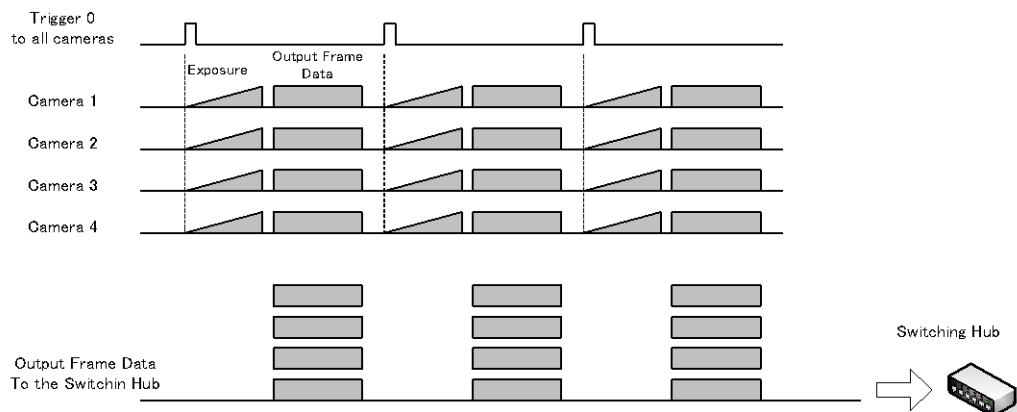 Trigger 0
to all cameras
Exposure
Output Frame
Data
Camera 1
Camera 2
Camera 3
Camera 4
Output Frame Data
To the Switchin Hub
Switching Hub